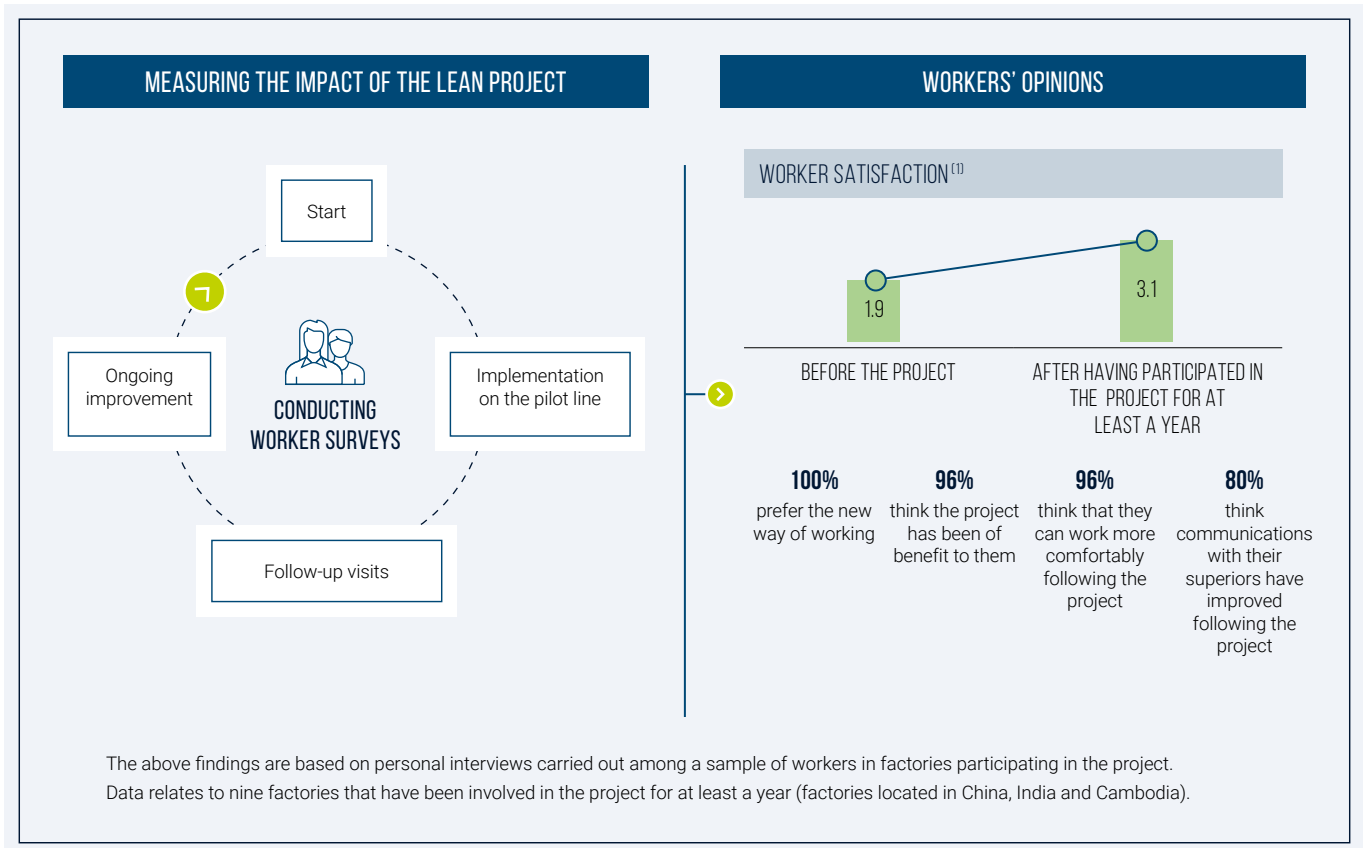 MEASURING THE IMPACT OF THE LEAN PROJECT
Start
Ongoing
improvement
CONDUCTING
WORKER SURVEYS
Implementation
on the pilot line
Follow-up visits
WORKERS’ OPINIONS
WORKER SATISFACTION(1)
1.9
3.1
BEFORE THE PROJECT
AFTER HAVING PARTICIPATED IN
THE PROJECT FOR AT
LEAST A YEAR
100%
prefer the new
way of working
96%
think the project
has been of
benefit to them
96%
think that they
can work more
comfortably
following the
project
80%
think
communications
with their
superiors have
improved
following the
project
The above findings are based on personal interviews carried out among a sample of workers in factories participating in the project.
Data relates to nine factories that have been involved in the project for at least a year (factories located in China, India and Cambodia).